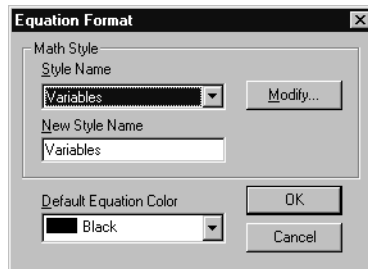 Equation Format
Math Style
Style Name
Variables
Modify...
New Style Name
Variables
Default Equation Color
OK
Black
Cancel